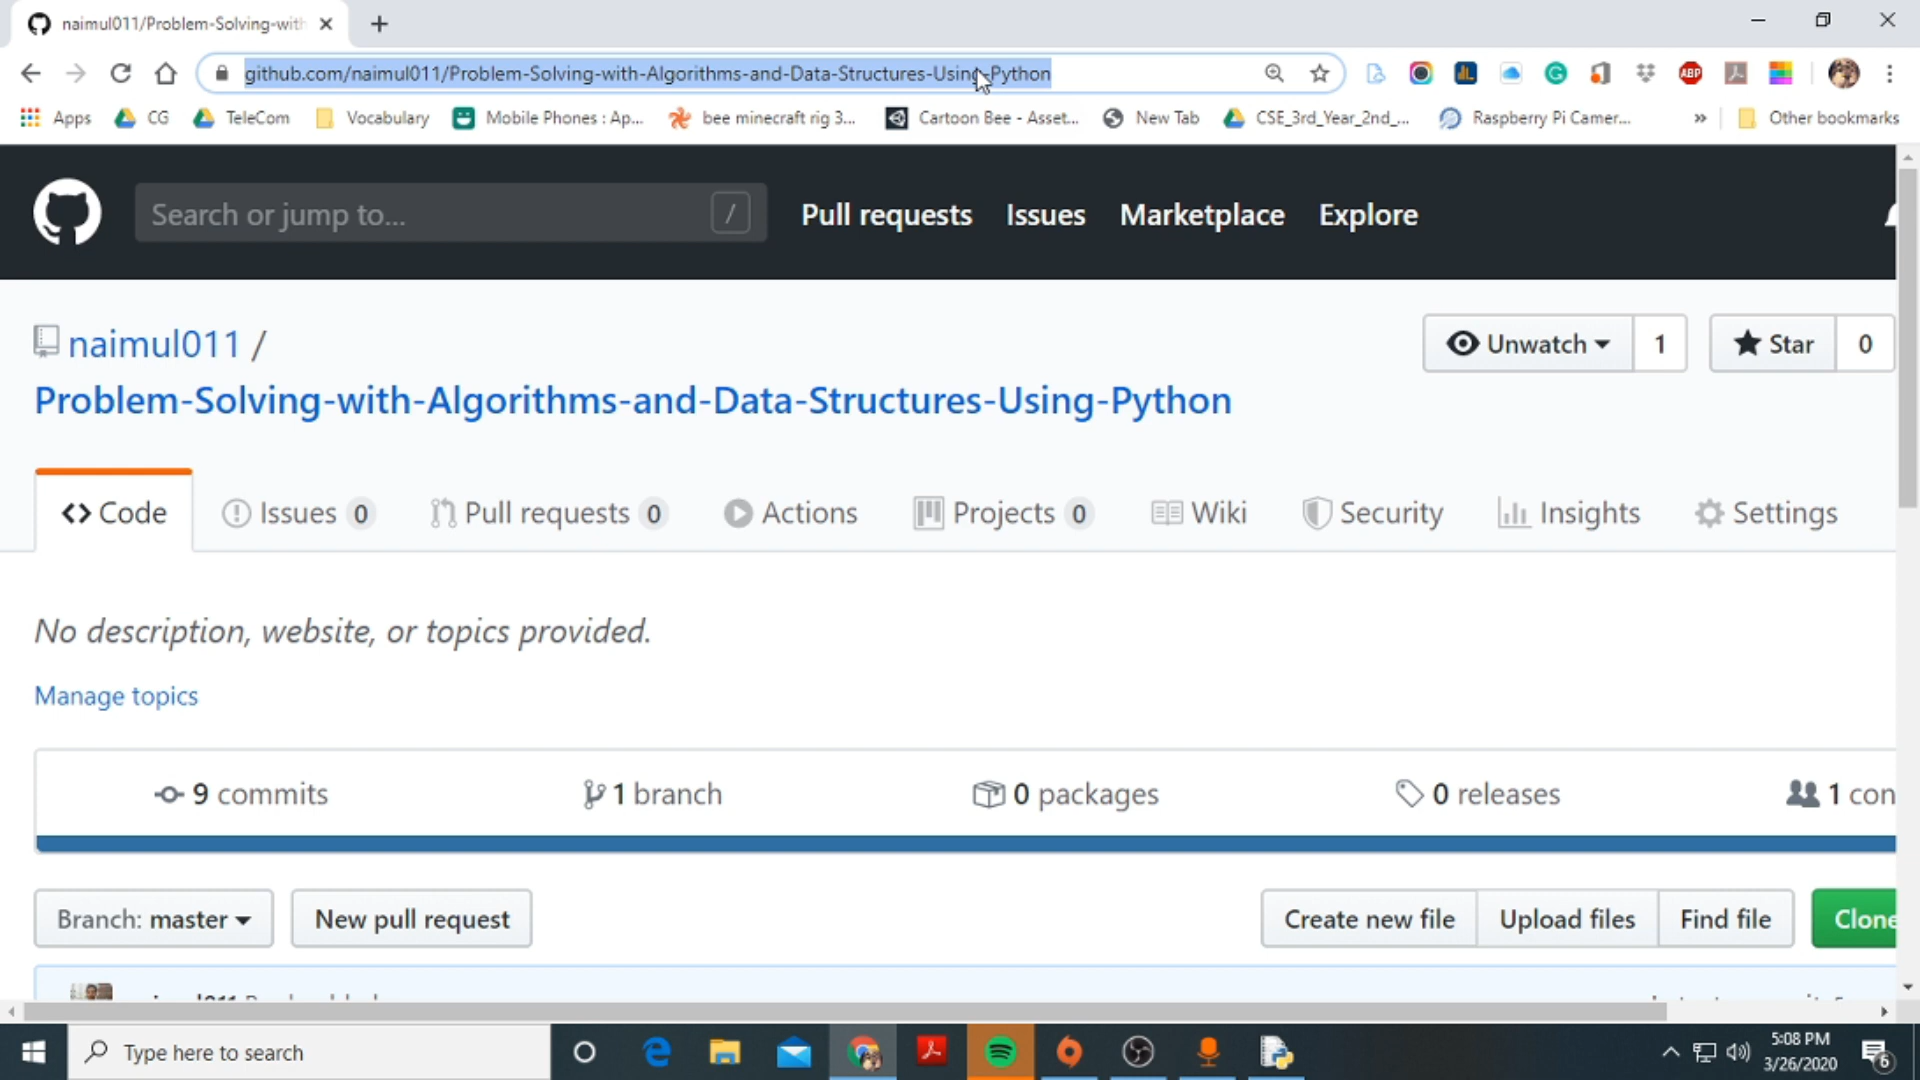 naimul011/Problem-Solving-with
github.com/naimul011/Problem-Solving-with-Algorithms-and-Data-Structures-Using-Python
ABP
Apps CG TeleCom Vocabulary Mobile Phones : Ap... bee minecraft rig 3... Cartoon Bee - Asset... New Tab CSE_3rd_Year_2nd_... Raspberry Pi Camer... » Other bookmarks
Search or jump to... / Pull requests Issues Marketplace Explore
naimul011 / Unwatch 1 Star 0
Problem-Solving-with-Algorithms-and-Data-Structures-Using-Python
Code Issues 0 Pull requests 0 Actions Projects 0 Wiki Security Insights Settings
No description, website, or topics provided.
Manage topics
9 commits 1 branch 0 packages 0 releases 1 con
Branch: master New pull request Create new file Upload files Find file Clone
Type here to search
5:08 PM
3/26/2020
6